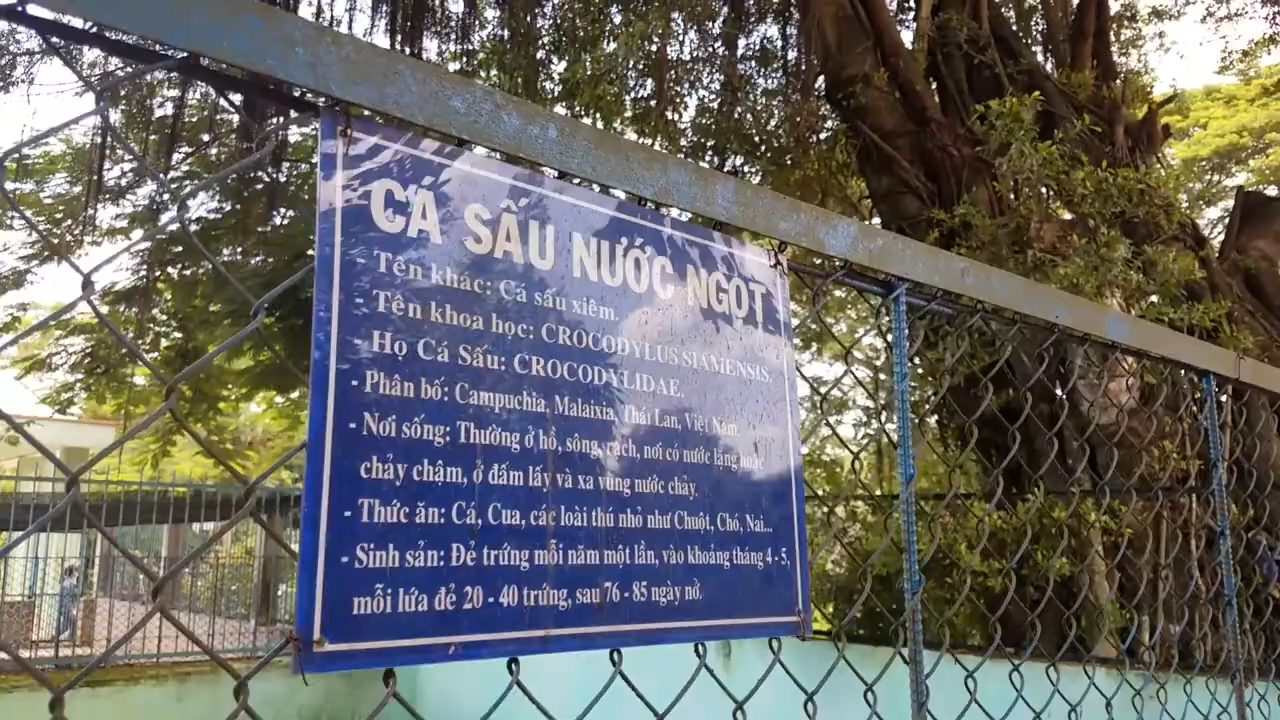 CÁ SẤU NƯỚC NGỌT
- Tên khác: Cá sấu xiêm.
- Tên khoa học: CROCODYLUS SIAMENSIS.
- Họ Cá Sấu: CROCODYLIDAE.
- Phân bố: Campuchia, Malaixia, Thái Lan, Việt Nam.
- Nơi sống: Thường ở hồ, sông, rạch, nơi có nước lặng hoặc
chảy chậm, ở đầm lầy và xa vũng nước chảy.
- Thức ăn: Cá, Cua, các loài thú nhỏ như Chuột, Chó, Nai...
- Sinh sản: Đẻ trứng mỗi năm một lần, vào khoảng tháng 4 - 5,
mỗi lứa đẻ 20 - 40 trứng, sau 76 - 85 ngày nở.